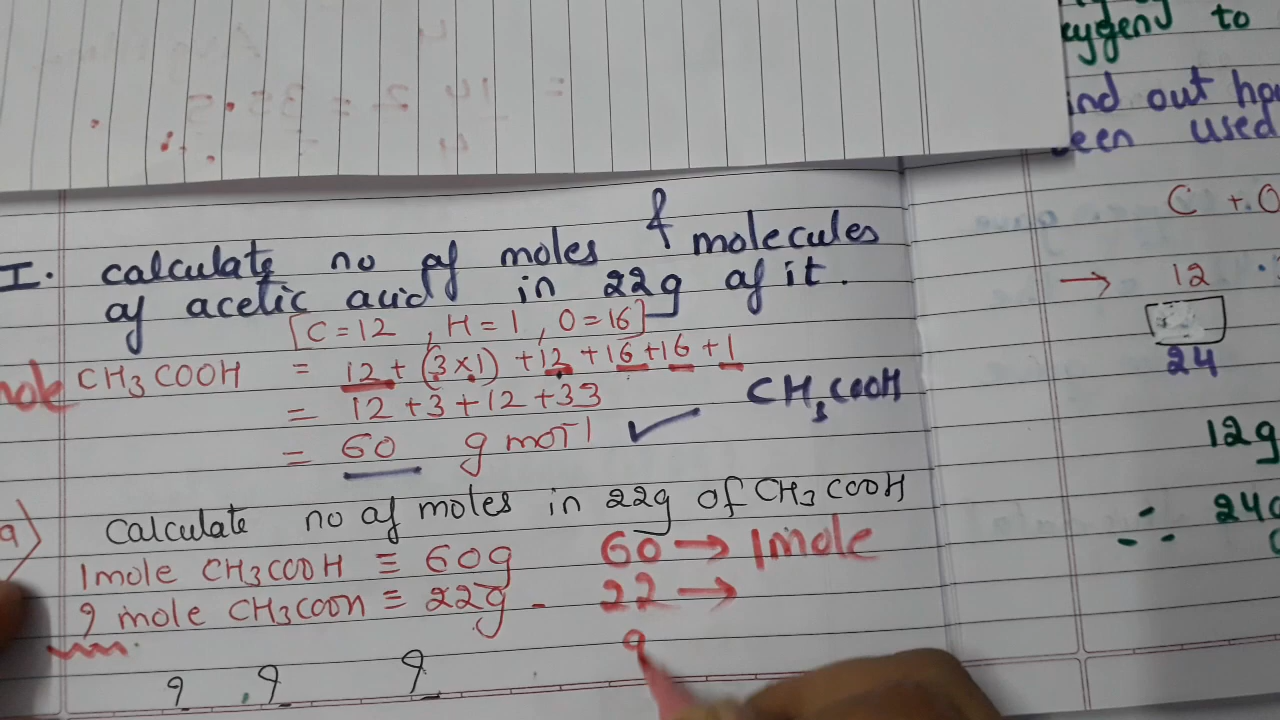 I. calculate no of moles & molecules
of acetic acid in 22g of it.
[C = 12 , H = 1 , O = 16]
mole CH3COOH = 12 + (3×1) + 12 + 16 + 16 + 1
= 12 + 3 + 12 + 33
= 60 g mol-1 ✓ CH3COOH
a) Calculate no of moles in 22g of CH3COOH
1mole CH3COOH ≡ 60g 60 → 1mole
? mole CH3COOH ≡ 22g - 22 →
? ? ? ?
to
ind out
een used
C + O
→ 12
24
12g
∴ 24